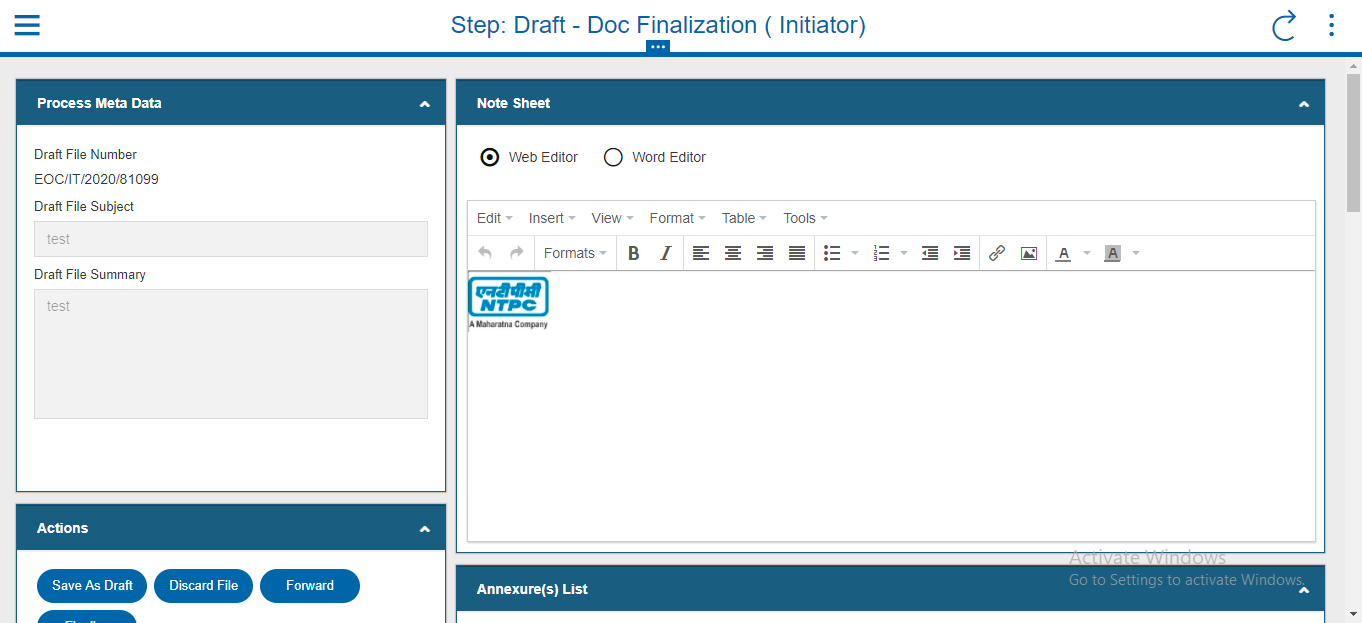 Step: Draft - Doc Finalization ( Initiator)
Process Meta Data
Draft File Number
EOC/IT/2020/81099
Draft File Subject
test
Draft File Summary
test
Actions
Save As Draft Discard File Forward
Note Sheet
Web Editor Word Editor
Edit Insert View Format Table Tools
Formats B I A A
एनटीपीसी
NTPC
A Maharatna Company
Annexure(s) List
Activate Windows
Go to Settings to activate Windows.